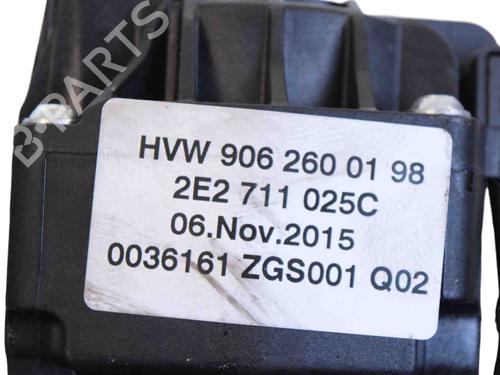 B-PARTS
HVW 906 260 01 98
2E2 711 025C
06.Nov.2015
0036161 ZGS001 Q02